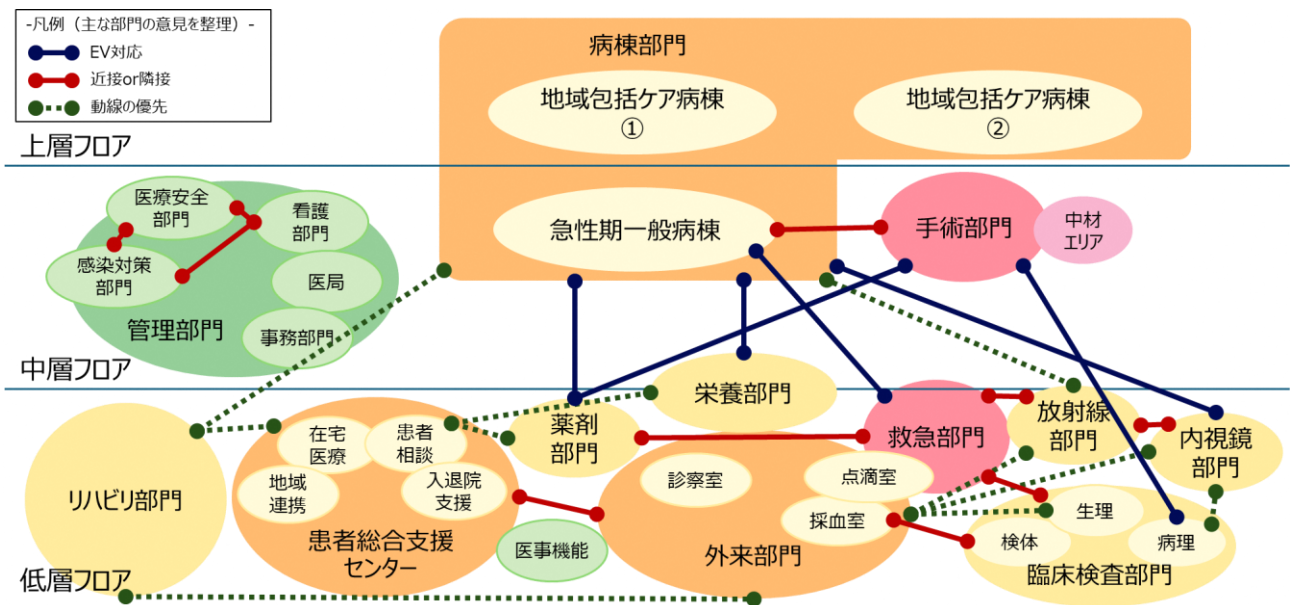 -凡例（主な部門の意見を整理）-
EV対応
近接or隣接
動線の優先
病棟部門
地域包括ケア病棟
①
地域包括ケア病棟
②
上層フロア
医療安全
部門
看護
部門
感染対策
部門
医局
事務部門
管理部門
急性期一般病棟
手術部門
中材
エリア
中層フロア
栄養部門
リハビリ部門
在宅
医療
患者
相談
地域
連携
入退院
支援
患者総合支援
センター
薬剤
部門
医事機能
診察室
点滴室
採血室
外来部門
救急部門
放射線
部門
内視鏡
部門
生理
検体
病理
臨床検査部門
低層フロア